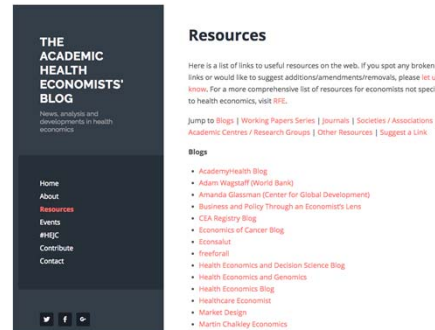 THE
ACADEMIC
HEALTH
ECONOMISTS'
BLOG
News, analysis and
developments in health
economics
Home
About
Resources
Events
#HEJC
Contribute
Contact
Resources
Here is a list of links to useful resources on the web. If you spot any broken
links or would like to suggest additions/amendments/removals, please let u
know. For a more comprehensive list of resources for economists not speci
to health economics, visit RFE.
Jump to Blogs | Working Papers Series | Journals | Societies / Associations
Academic Centres / Research Groups | Other Resources | Suggest a Link
Blogs
• AcademyHealth Blog
• Adam Wagstaff (World Bank)
• Amanda Glassman (Center for Global Development)
• Business and Policy Through an Economist's Lens
• CEA Registry Blog
• Economics of Cancer Blog
• Econsalut
• freeforall
• Health Economics and Decision Science Blog
• Health Economics and Genomics
• Health Economics Blog
• Healthcare Economist
• Market Design
• Martin Chalkley Economics